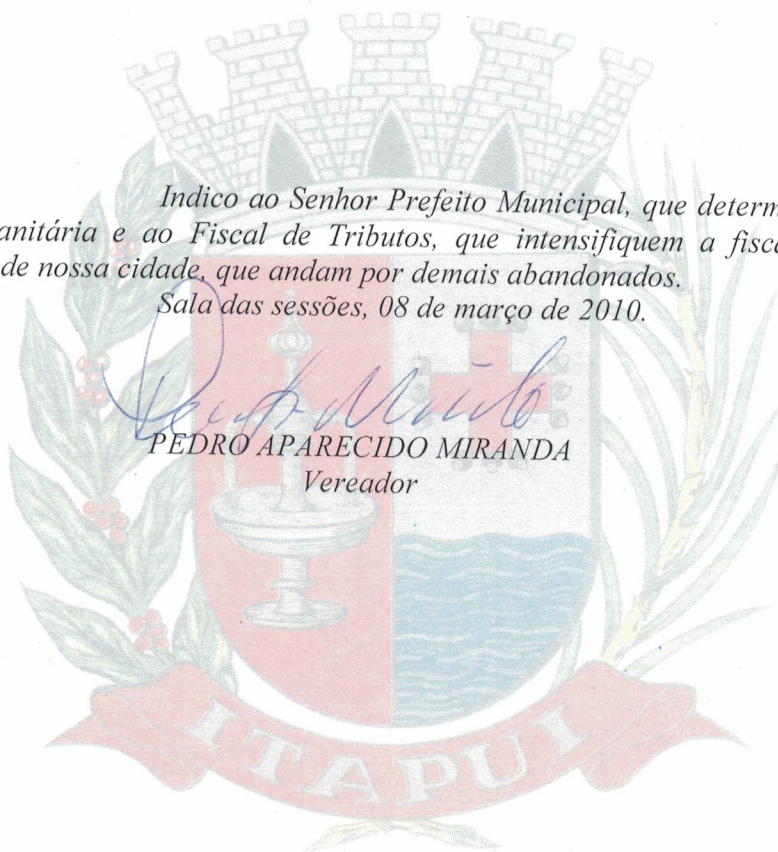 Indico ao Senhor Prefeito Municipal, que determ
anitária e ao Fiscal de Tributos, que intensifiquem a fisca
de nossa cidade, que andam por demais abandonados.
Sala das sessões, 08 de março de 2010.
PEDRO APARECIDO MIRANDA
Vereador
ITAPUI